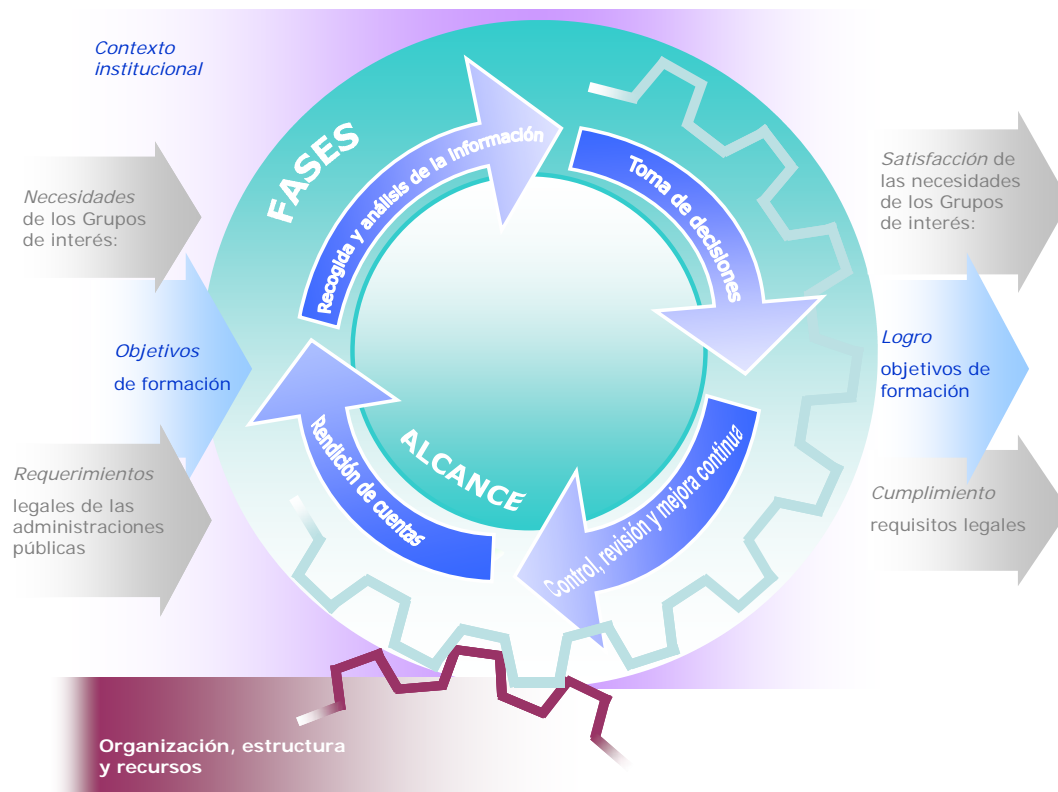 Contexto
institucional
Necesidades
de los Grupos
de interés:
Objetivos
de formación
Requerimientos
legales de las
administraciones
públicas
FASES
Recogida y análisis de la información
Toma de decisiones
Control, revisión y mejora continua
Rendición de cuentas
ALCANCE
Satisfacción de
las necesidades
de los Grupos
de interés:
Logro
objetivos de
formación
Cumplimiento
requisitos legales
Organización, estructura
y recursos